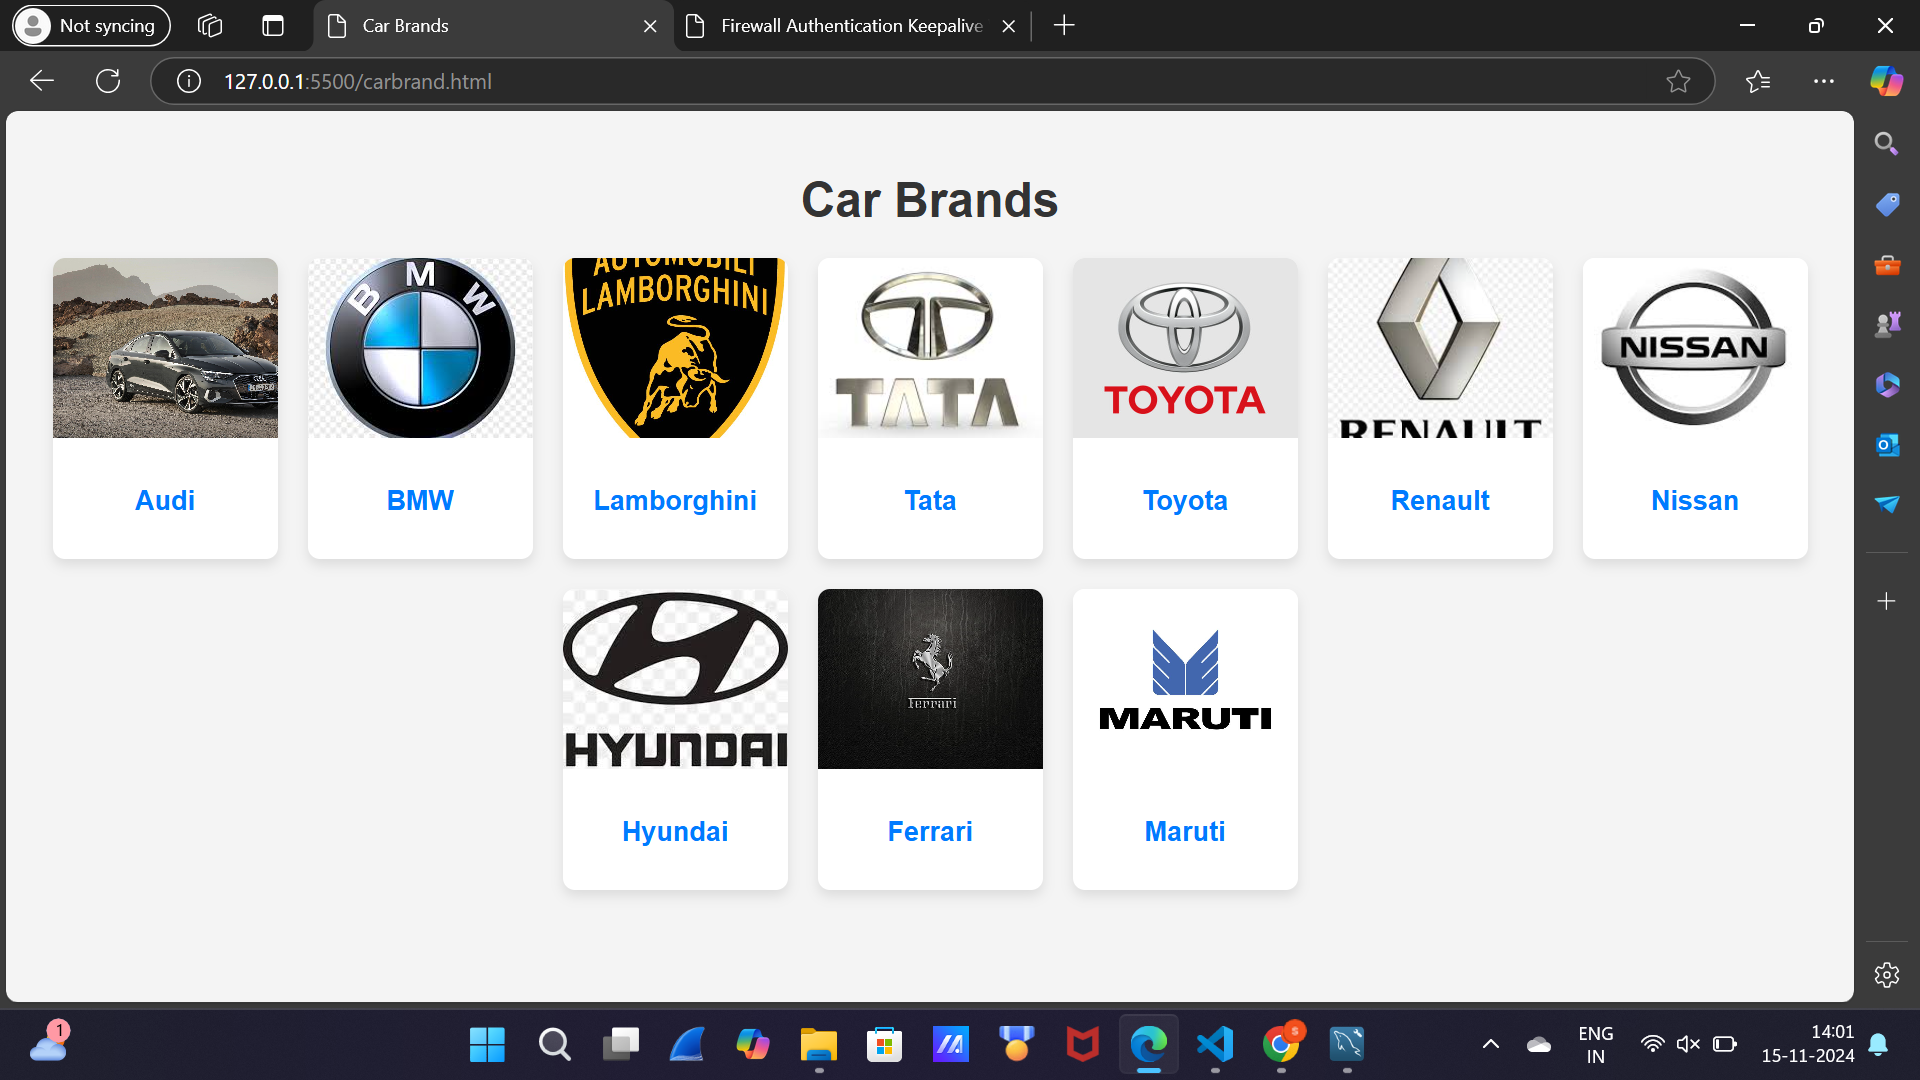 Not syncing
Car Brands
Firewall Authentication Keepalive
127.0.0.1:5500/carbrand.html
Car Brands
BMW
AUTOMOBILI
LAMBORGHINI
TATA
TOYOTA
RENAULT
NISSAN
Audi
BMW
Lamborghini
Tata
Toyota
Renault
Nissan
HYUNDAI
Ferrari
MARUTI
Hyundai
Ferrari
Maruti
1
S
ENG
IN
14:01
15-11-2024